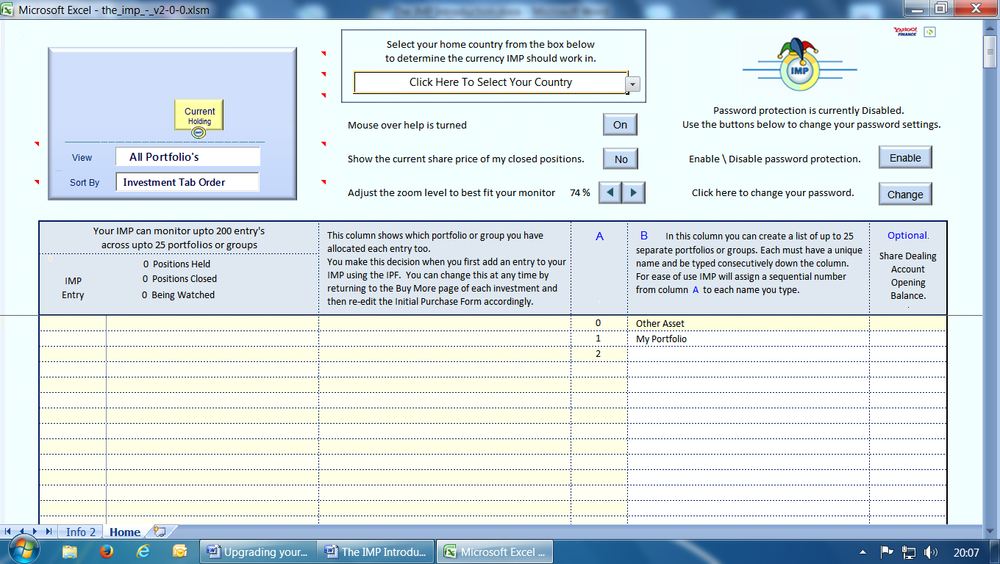 Microsoft Excel - the_imp_-_v2-0-0.xlsm
YAHOO!
FINANCE
Select your home country from the box below
to determine the currency IMP should work in.
Click Here To Select Your Country
IMP
Current
Holding
IMP
View
All Portfolio's
Sort By
Investment Tab Order
Mouse over help is turned
On
Show the current share price of my closed positions.
No
Adjust the zoom level to best fit your monitor
74 %
Password protection is currently Disabled.
Use the buttons below to change your password settings.
Enable \ Disable password protection.
Enable
Click here to change your password.
Change
Your IMP can monitor upto 200 entry's
across upto 25 portfolios or groups
IMP
Entry
0 Positions Held
0 Positions Closed
0 Being Watched
This column shows which portfolio or group you have
allocated each entry too.
You make this decision when you first add an entry to your
IMP using the IPF. You can change this at any time by
returning to the Buy More page of each investment and
then re-edit the Initial Purchase Form accordingly.
A
B In this column you can create a list of up to 25
separate portfolios or groups. Each must have a unique
name and be typed consecutively down the column.
For ease of use IMP will assign a sequential number
from column A to each name you type.
Optional.
Share Dealing
Account
Opening
Balance.
.
0 Other Asset
1 My Portfolio
2
Info 2
Home
Upgrading your...
The IMP Introdu...
Microsoft Excel ...
20:07